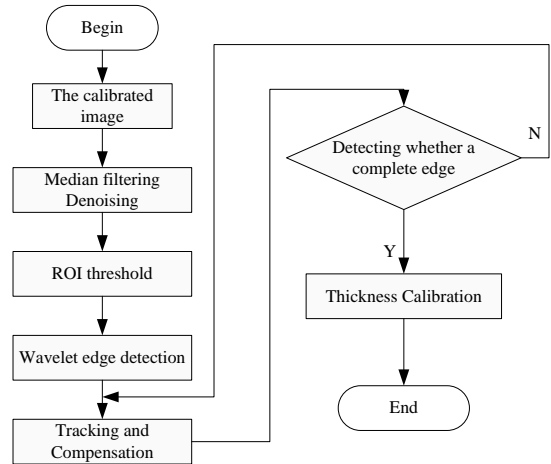 Begin
The calibrated
image
Median filtering
Denoising
ROI threshold
Wavelet edge detection
Tracking and
Compensation
Detecting whether a
complete edge
N
Y
Thickness Calibration
End